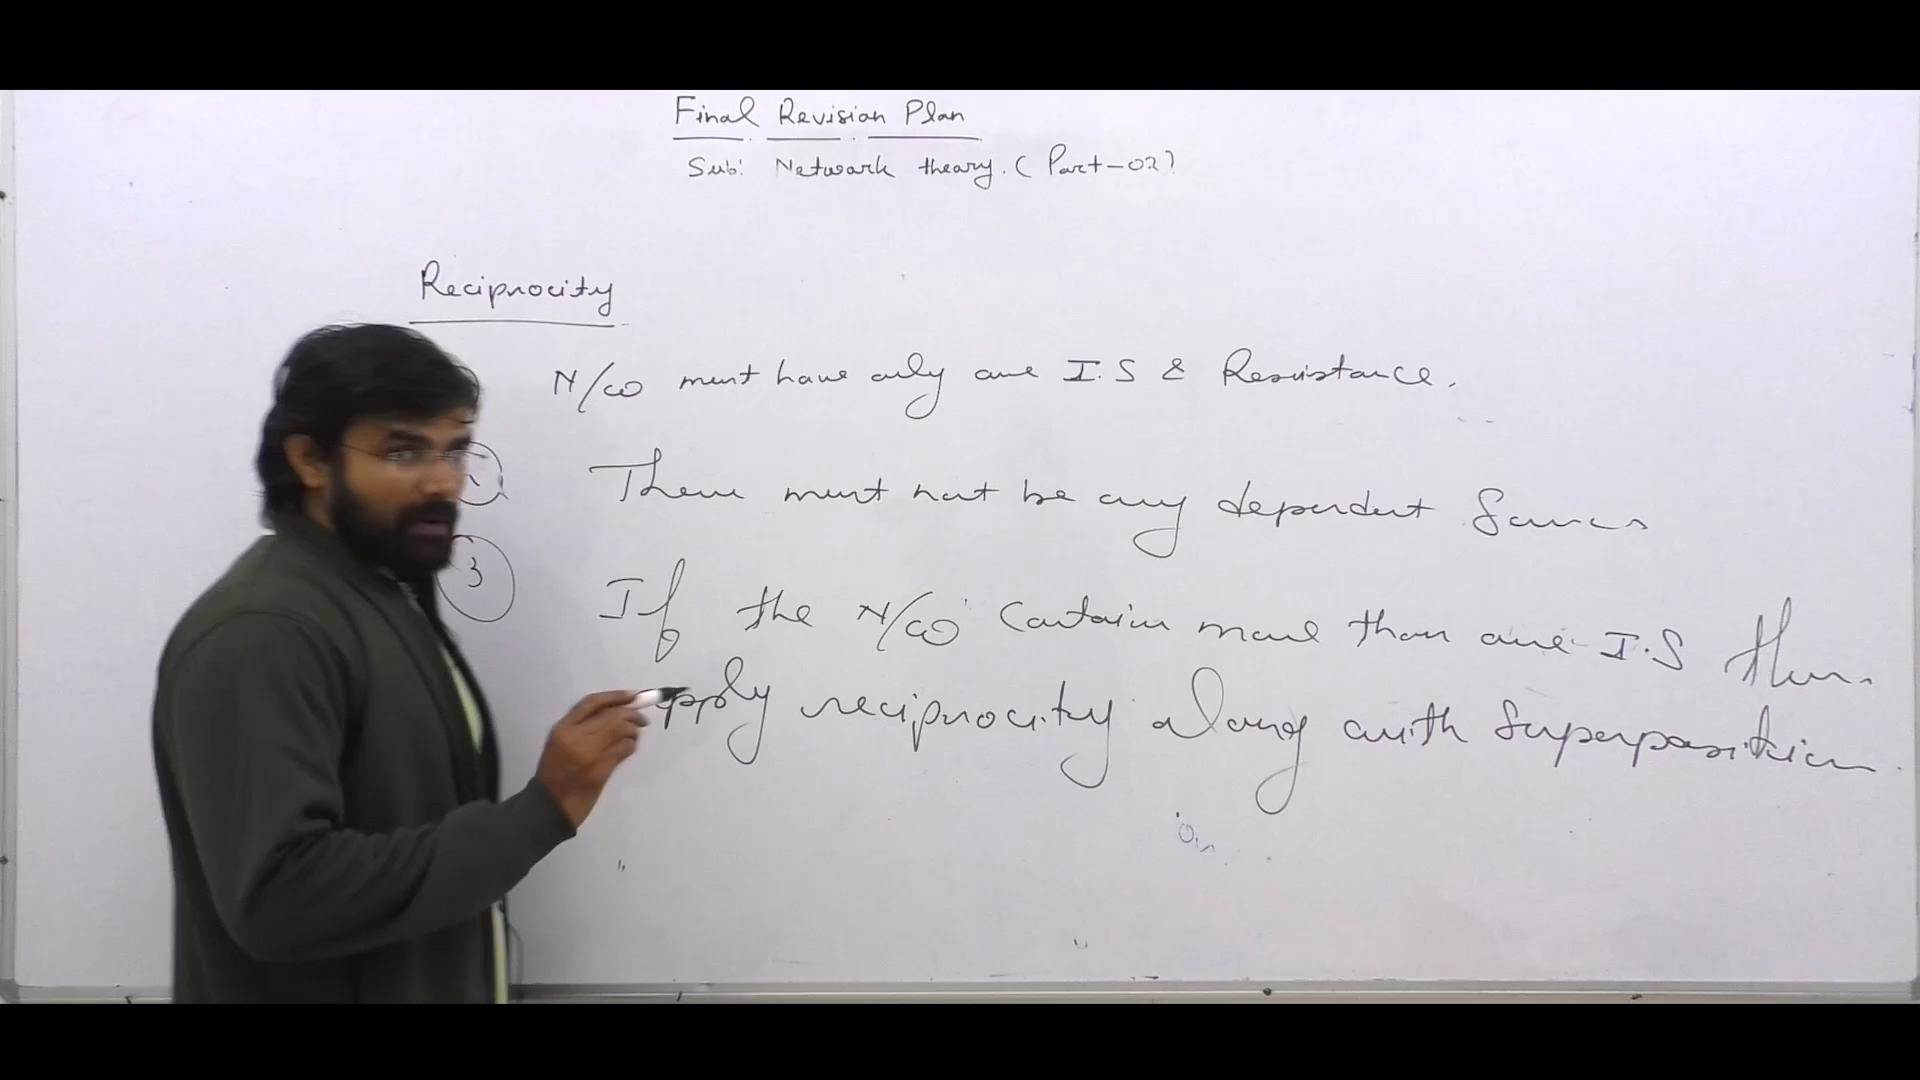 Final Revision Plan
Sub: Network theory. (Part-02)
Reciprocity
N/w must have only one I.S & Resistance.
There must not be any dependent
3
If the N/w Contain more than one I.S then
apply reciprocity along with Superposition